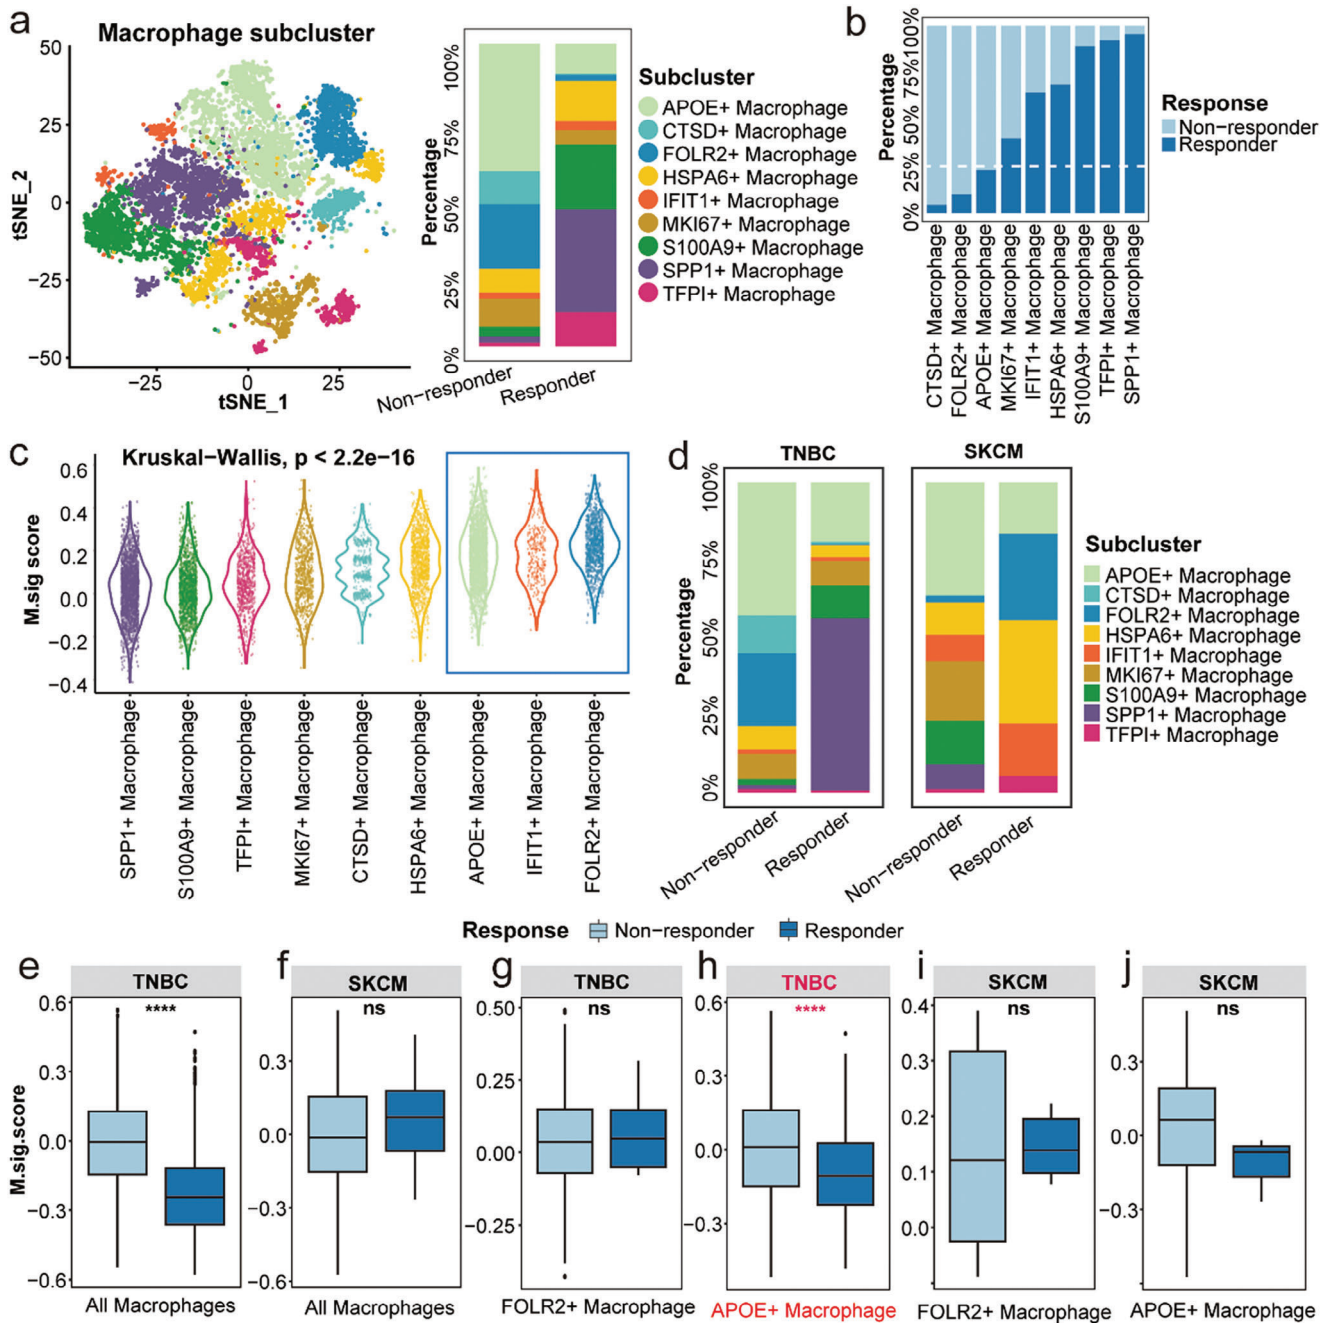 a
Macrophage subcluster
50
25
0
−25
−50
tSNE_2
−25
0
25
tSNE_1
100%
75%
50%
25%
0%
Percentage
Non-responder
Responder
Subcluster
APOE+ Macrophage
CTSD+ Macrophage
FOLR2+ Macrophage
HSPA6+ Macrophage
IFIT1+ Macrophage
MKI67+ Macrophage
S100A9+ Macrophage
SPP1+ Macrophage
TFPI+ Macrophage
b
100%
75%
50%
25%
0%
Percentage
CTSD+ Macrophage
FOLR2+ Macrophage
APOE+ Macrophage
MKI67+ Macrophage
IFIT1+ Macrophage
HSPA6+ Macrophage
S100A9+ Macrophage
TFPI+ Macrophage
SPP1+ Macrophage
Response
Non-responder
Responder
c
Kruskal−Wallis, p < 2.2e−16
0.6
0.4
0.2
0.0
−0.2
−0.4
M.sig score
SPP1+ Macrophage
S100A9+ Macrophage
TFPI+ Macrophage
MKI67+ Macrophage
CTSD+ Macrophage
HSPA6+ Macrophage
APOE+ Macrophage
IFIT1+ Macrophage
FOLR2+ Macrophage
d
TNBC
SKCM
100%
75%
50%
25%
0%
Percentage
Non-responder
Responder
Non-responder
Responder
Subcluster
APOE+ Macrophage
CTSD+ Macrophage
FOLR2+ Macrophage
HSPA6+ Macrophage
IFIT1+ Macrophage
MKI67+ Macrophage
S100A9+ Macrophage
SPP1+ Macrophage
TFPI+ Macrophage
Response Non-responder Responder
e
TNBC
****
0.6
0.3
0.0
−0.3
−0.6
M.sig.score
All Macrophages
f
SKCM
ns
0.3
0.0
−0.3
−0.6
All Macrophages
g
TNBC
ns
0.50
0.25
0.00
−0.25
FOLR2+ Macrophage
h
TNBC
****
0.6
0.3
0.0
−0.3
APOE+ Macrophage
i
SKCM
ns
0.4
0.3
0.2
0.1
0.0
FOLR2+ Macrophage
j
SKCM
ns
0.3
0.0
−0.3
APOE+ Macrophage